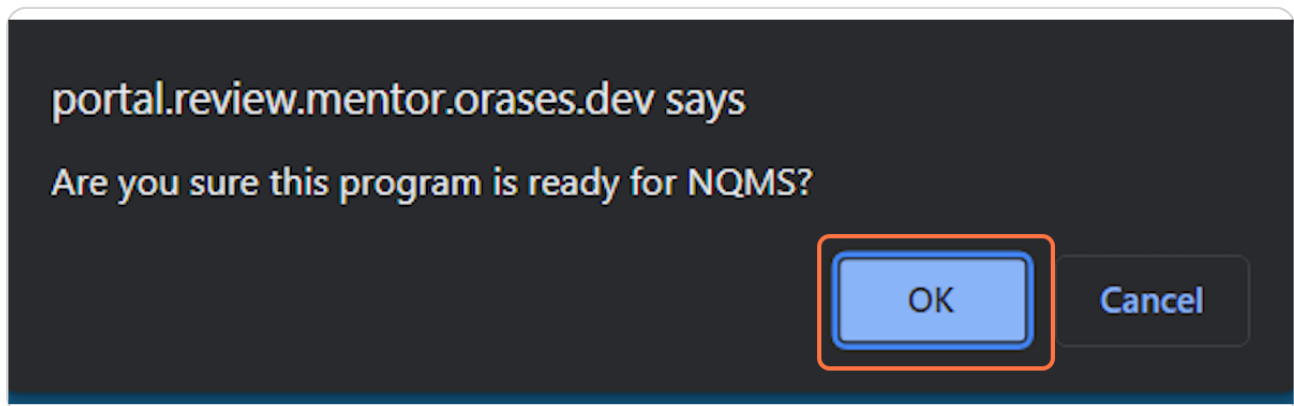 portal.review.mentor.orases.dev says
Are you sure this program is ready for NQMS?
OK Cancel